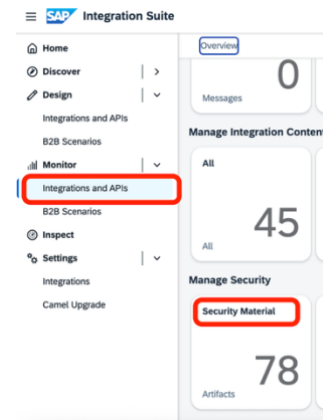 SAP Integration Suite
Home
Discover
Design
Integrations and APIs
B2B Scenarios
Monitor
Integrations and APIs
B2B Scenarios
Inspect
Settings
Integrations
Camel Upgrade
Overview
0
Messages
Manage Integration Conten
All
45
All
Manage Security
Security Material
78
Artifacts